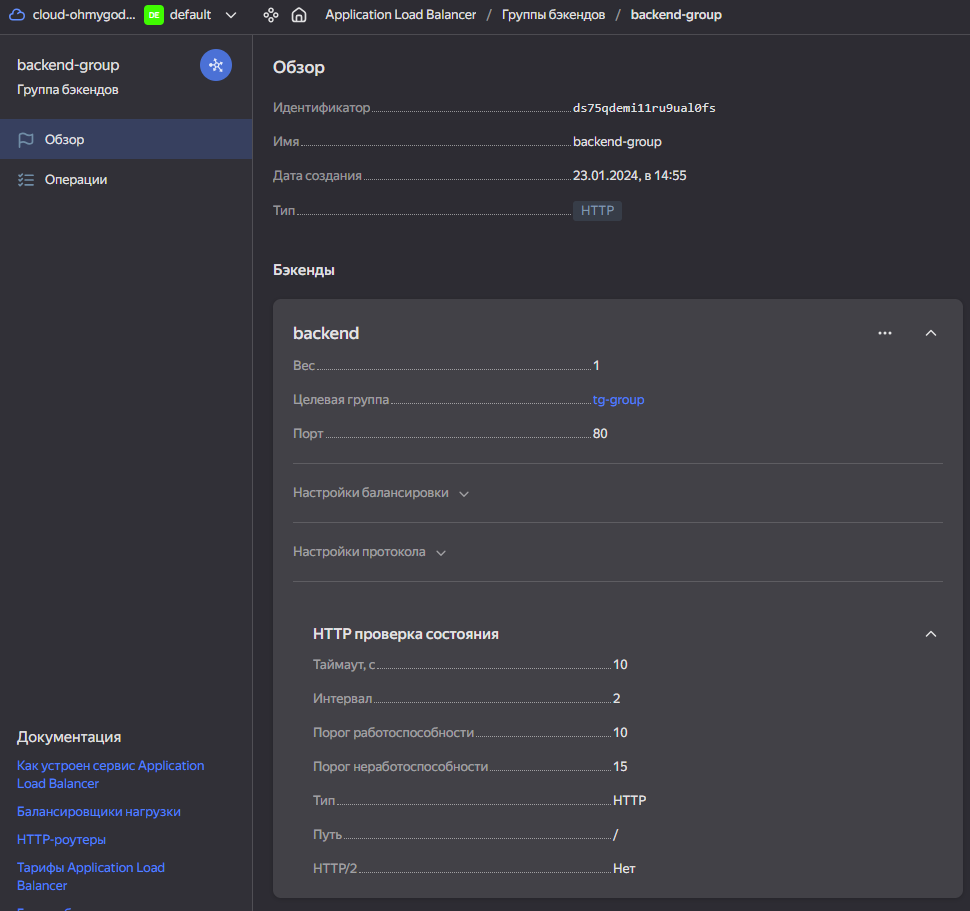 cloud-ohmygod... DE default Application Load Balancer / Группы бэкендов / backend-group
backend-group
Группа бэкендов
Обзор
Операции
Документация
Как устроен сервис Application
Load Balancer
Балансировщики нагрузки
HTTP-роутеры
Тарифы Application Load
Balancer
Обзор
Идентификатор ds75qdemi11ru9ual0fs
Имя backend-group
Дата создания 23.01.2024, в 14:55
Тип HTTP
Бэкенды
backend
Вес 1
Целевая группа tg-group
Порт 80
Настройки балансировки
Настройки протокола
HTTP проверка состояния
Таймаут, с 10
Интервал 2
Порог работоспособности 10
Порог неработоспособности 15
Тип HTTP
Путь /
HTTP/2 Нет